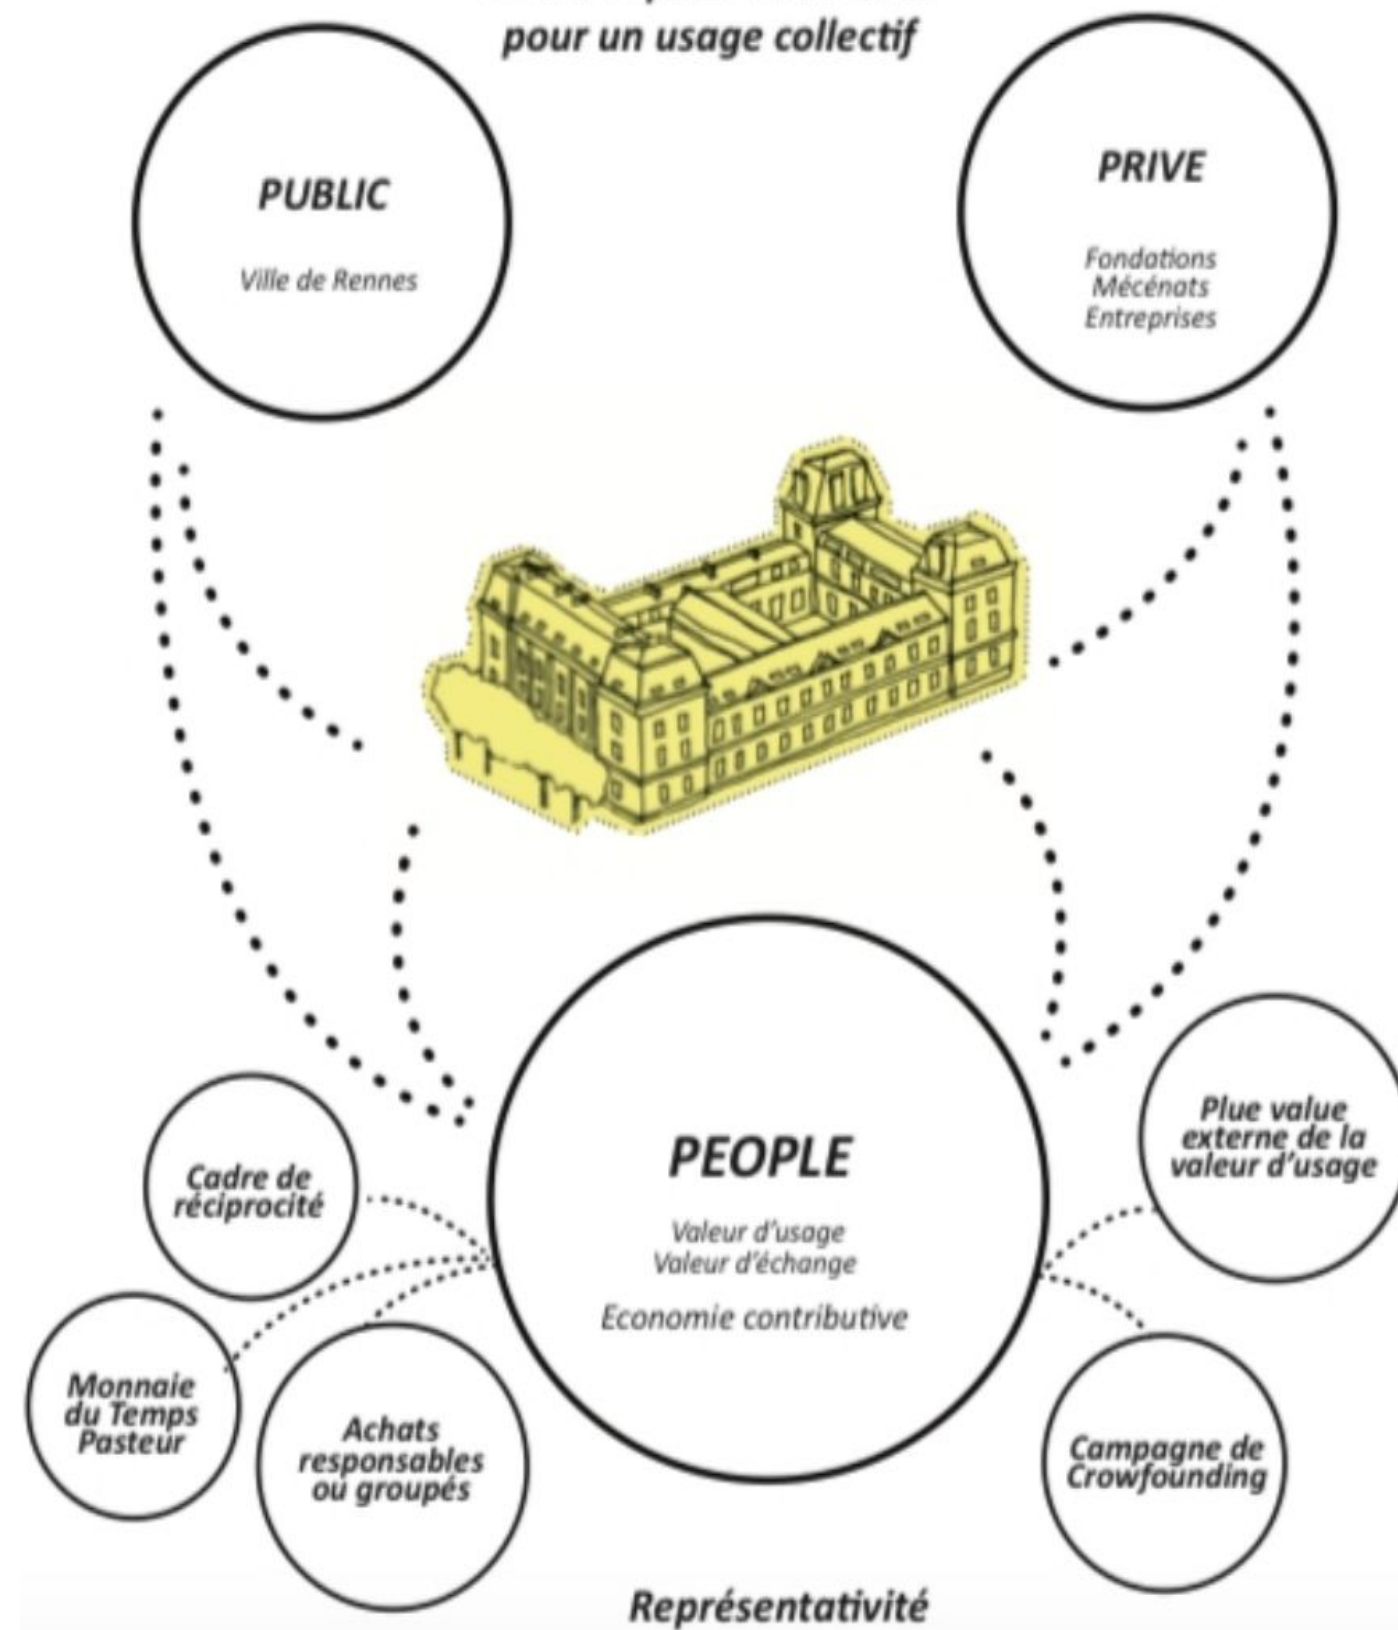 pour un usage collectif
PUBLIC
Ville de Rennes
PRIVE
Fondations
Mécénats
Entreprises
PEOPLE
Valeur d'usage
Valeur d'échange
Economie contributive
Cadre de
réciprocité
Monnaie
du Temps
Pasteur
Achats
responsables
ou groupés
Plue value
externe de la
valeur d'usage
Campagne de
Crowfounding
Représentativité